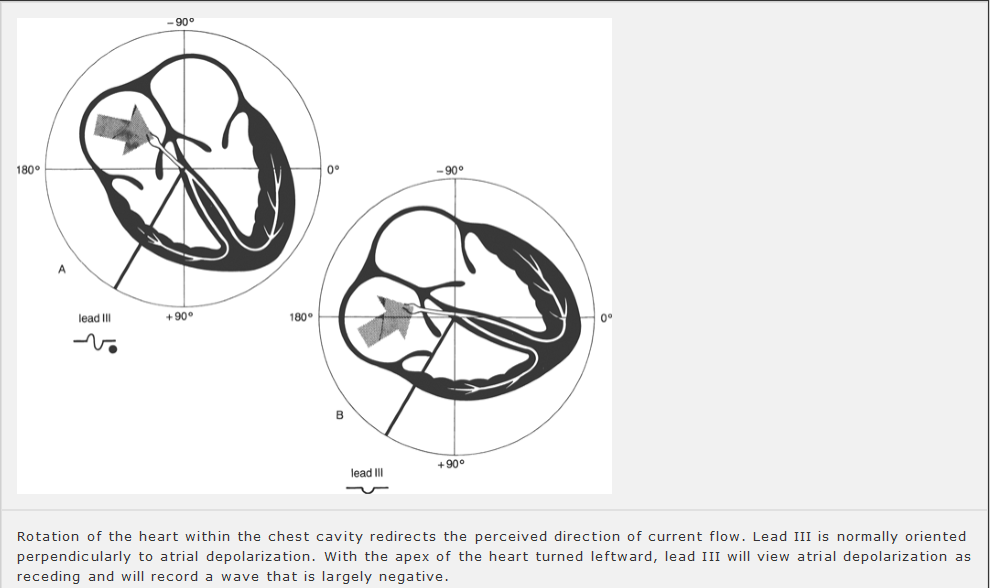 – 90°
180°
0°
A
lead III
+ 90°
– 90°
180°
0°
B
lead III
+ 90°
Rotation of the heart within the chest cavity redirects the perceived direction of current flow. Lead III is normally oriented
perpendicularly to atrial depolarization. With the apex of the heart turned leftward, lead III will view atrial depolarization as
receding and will record a wave that is largely negative.